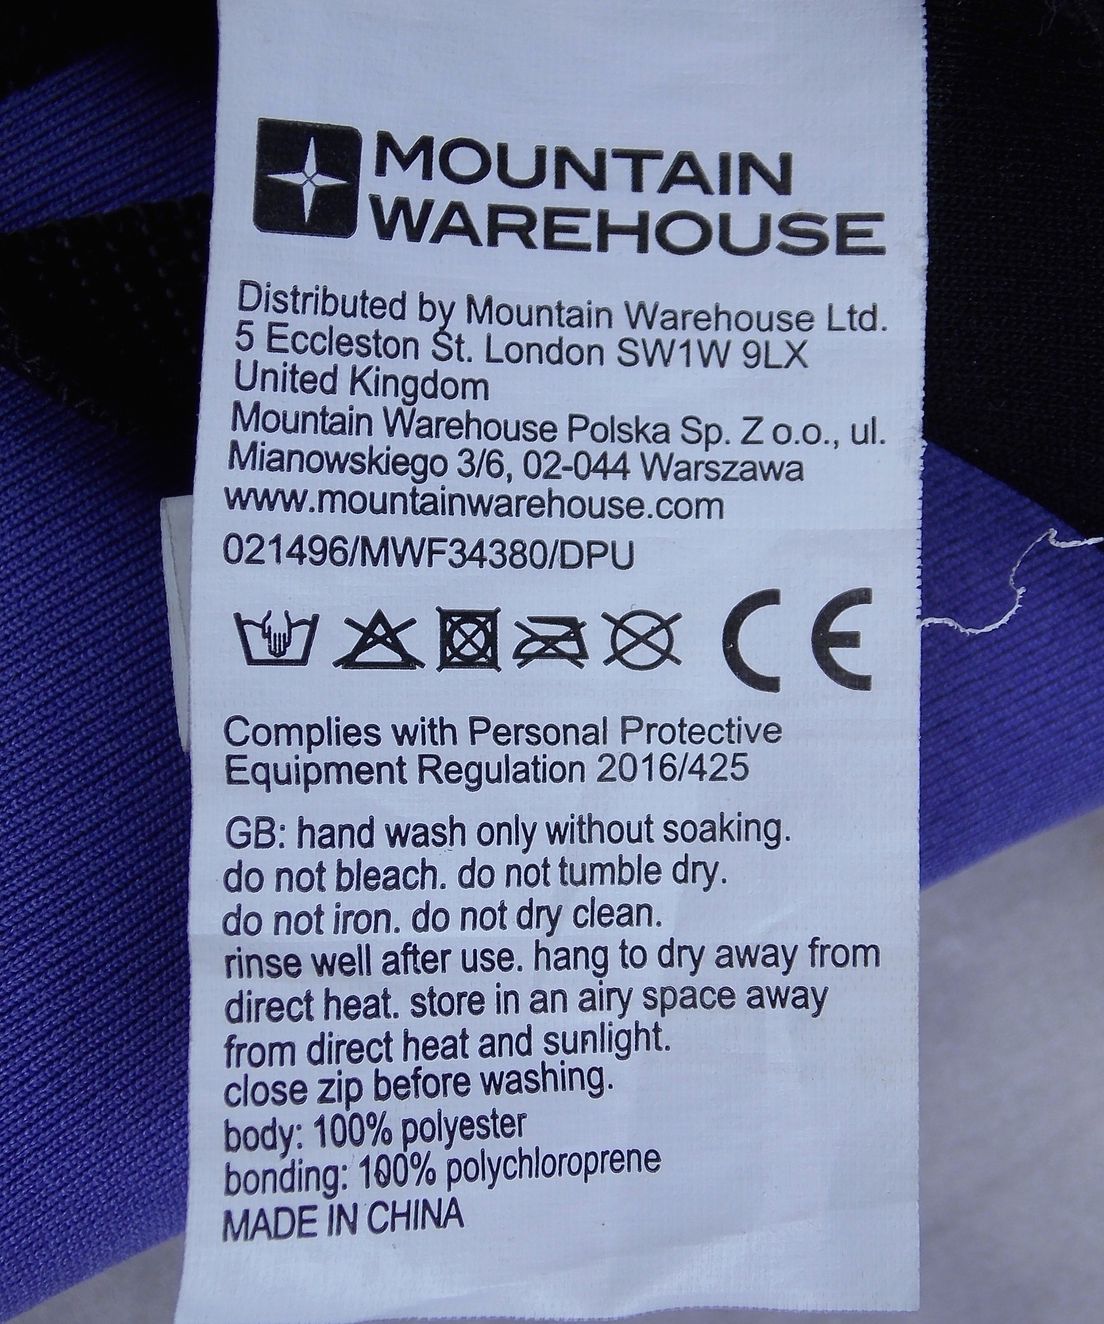 MOUNTAIN
WAREHOUSE
Distributed by Mountain Warehouse Ltd.
5 Eccleston St. London SW1W 9LX
United Kingdom
Mountain Warehouse Polska Sp. Z o.o., ul.
Mianowskiego 3/6, 02-044 Warszawa
www.mountainwarehouse.com
021496/MWF34380/DPU
CE
Complies with Personal Protective
Equipment Regulation 2016/425
GB: hand wash only without soaking.
do not bleach. do not tumble dry.
do not iron. do not dry clean.
rinse well after use. hang to dry away from
direct heat. store in an airy space away
from direct heat and sunlight.
close zip before washing.
body: 100% polyester
bonding: 100% polychloroprene
MADE IN CHINA